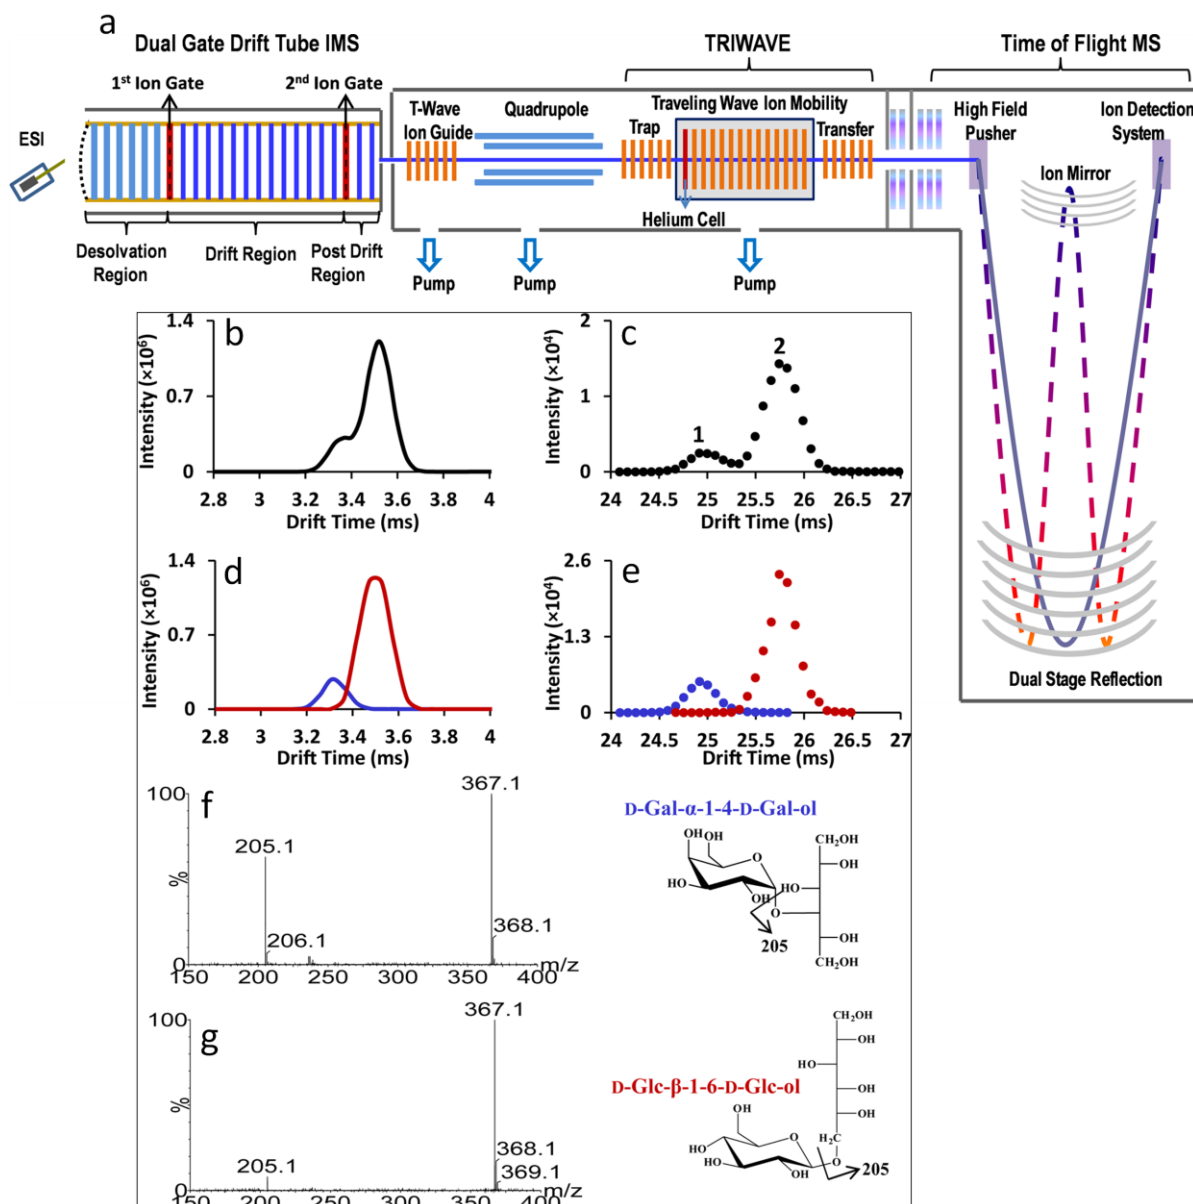 a
Dual Gate Drift Tube IMS
TRIWAVE
Time of Flight MS
1st Ion Gate
2nd Ion Gate
T-Wave
Ion Guide
Quadrupole
Traveling Wave Ion Mobility
Trap
Transfer
High Field
Pusher
Ion Detection
System
ESI
Ion Mirror
Helium Cell
Desolvation
Region
Drift Region
Post Drift
Region
Pump
Pump
Pump
Dual Stage Reflection
b
Intensity (×10⁶)
1.4
0.7
0
2.8 3 3.2 3.4 3.6 3.8 4
Drift Time (ms)
c
Intensity (×10⁴)
2
1
0
1
2
24 24.5 25 25.5 26 26.5 27
Drift Time (ms)
d
Intensity (×10⁶)
1.4
0.7
0
2.8 3 3.2 3.4 3.6 3.8 4
Drift Time (ms)
e
Intensity (×10⁴)
2.6
1.3
0
24 24.5 25 25.5 26 26.5 27
Drift Time (ms)
f
100
%
0
367.1
205.1
206.1
368.1
150 200 250 300 350 400 m/z
D-Gal-α-1-4-D-Gal-ol
OH
OH
O
HO
OH
OH
O
CH₂OH
OH
HO
OH
CH₂OH
205
g
100
%
0
367.1
205.1
368.1
369.1
150 200 250 300 350 400 m/z
D-Glc-β-1-6-D-Glc-ol
CH₂OH
OH
HO
OH
OH
H₂C
OH
O
HO
HO
OH
O
205